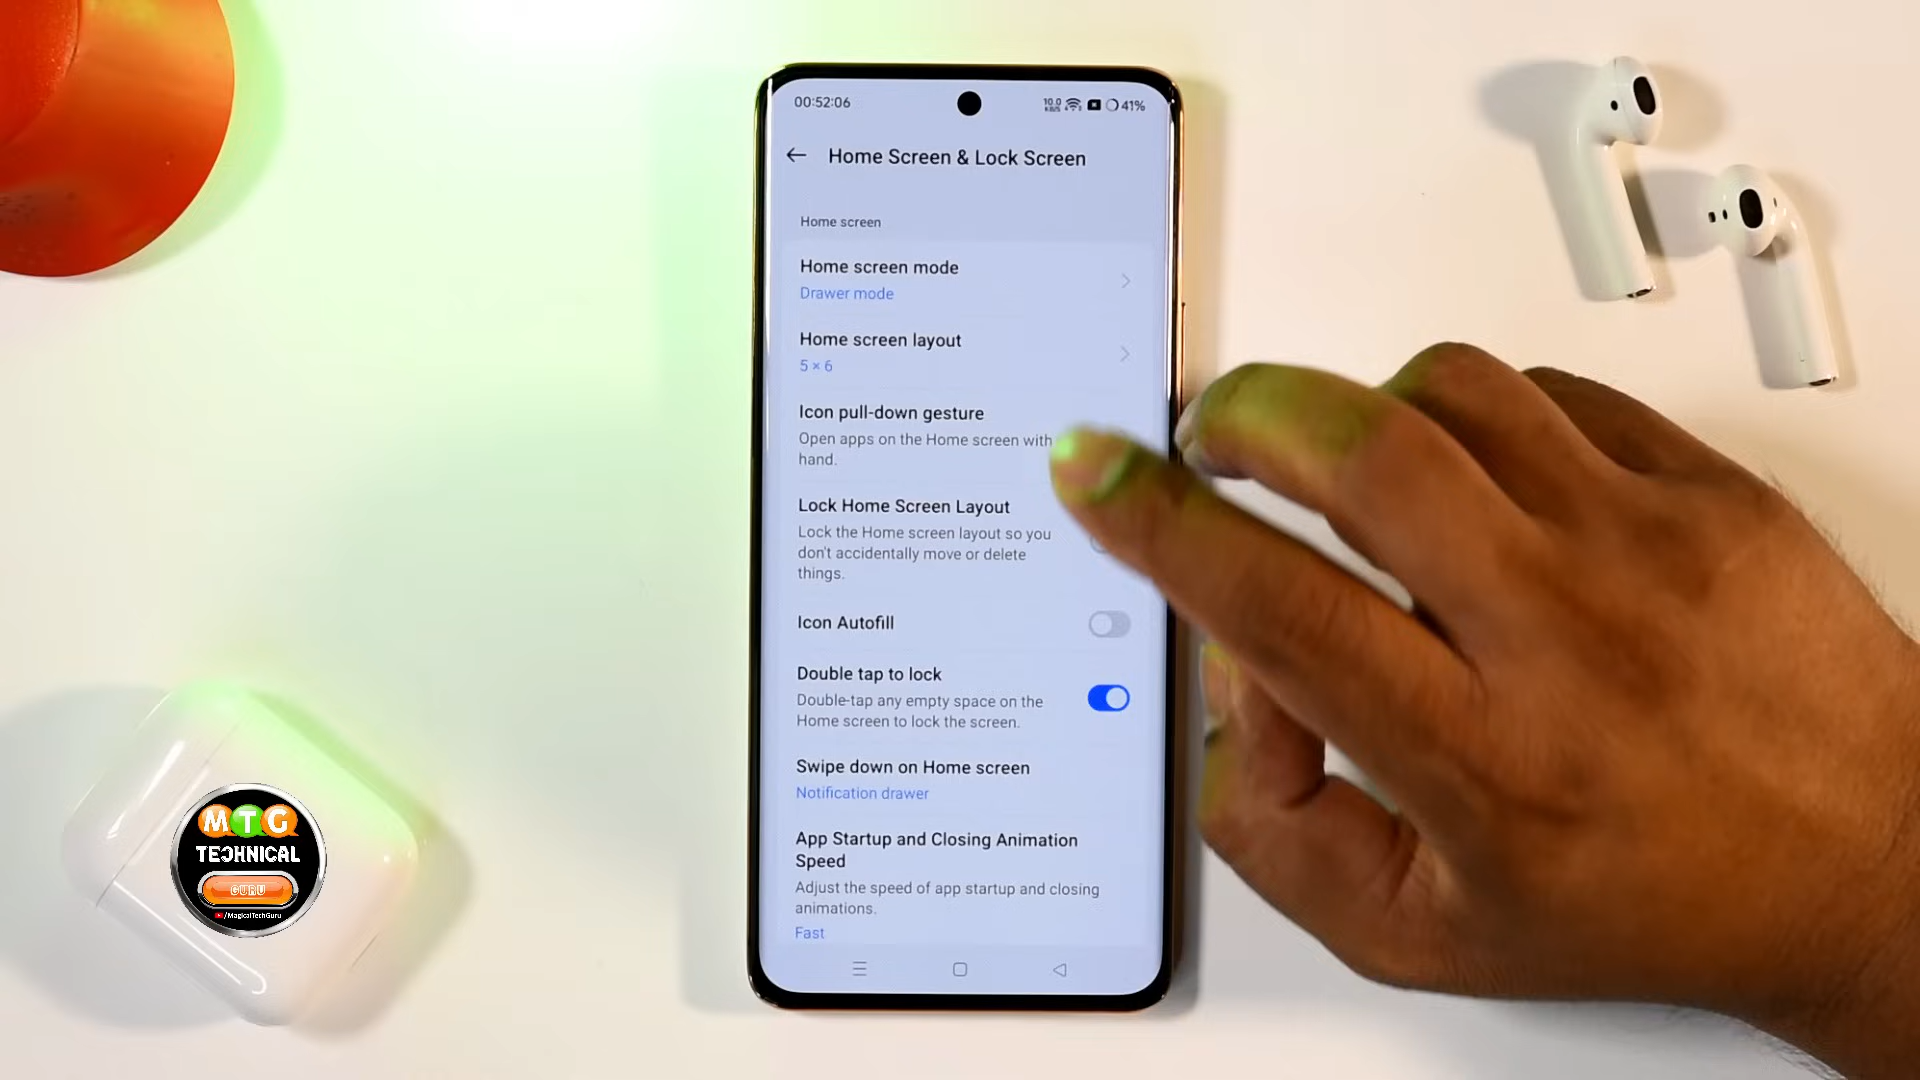 00:52:06
10.0
KB/S
41%
Home Screen & Lock Screen
Home screen
Home screen mode
Drawer mode
Home screen layout
5 × 6
Icon pull-down gesture
Open apps on the Home screen with
hand.
Lock Home Screen Layout
Lock the Home screen layout so you
don't accidentally move or delete
things.
Icon Autofill
Double tap to lock
Double-tap any empty space on the
Home screen to lock the screen.
Swipe down on Home screen
Notification drawer
App Startup and Closing Animation
Speed
Adjust the speed of app startup and closing
animations.
Fast
MTG
TECHNICAL
GURU
/MagicalTechGuru